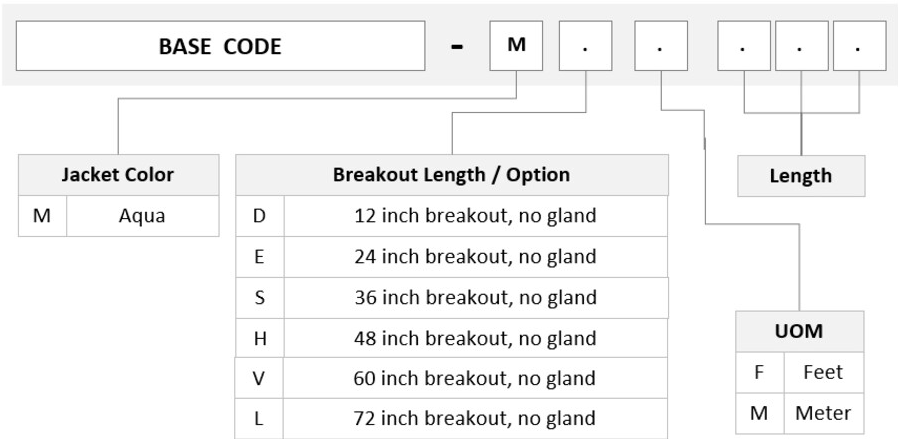 BASE CODE - M . . . . .
Jacket Color
M Aqua
Breakout Length / Option
D 12 inch breakout, no gland
E 24 inch breakout, no gland
S 36 inch breakout, no gland
H 48 inch breakout, no gland
V 60 inch breakout, no gland
L 72 inch breakout, no gland
Length
UOM
F Feet
M Meter